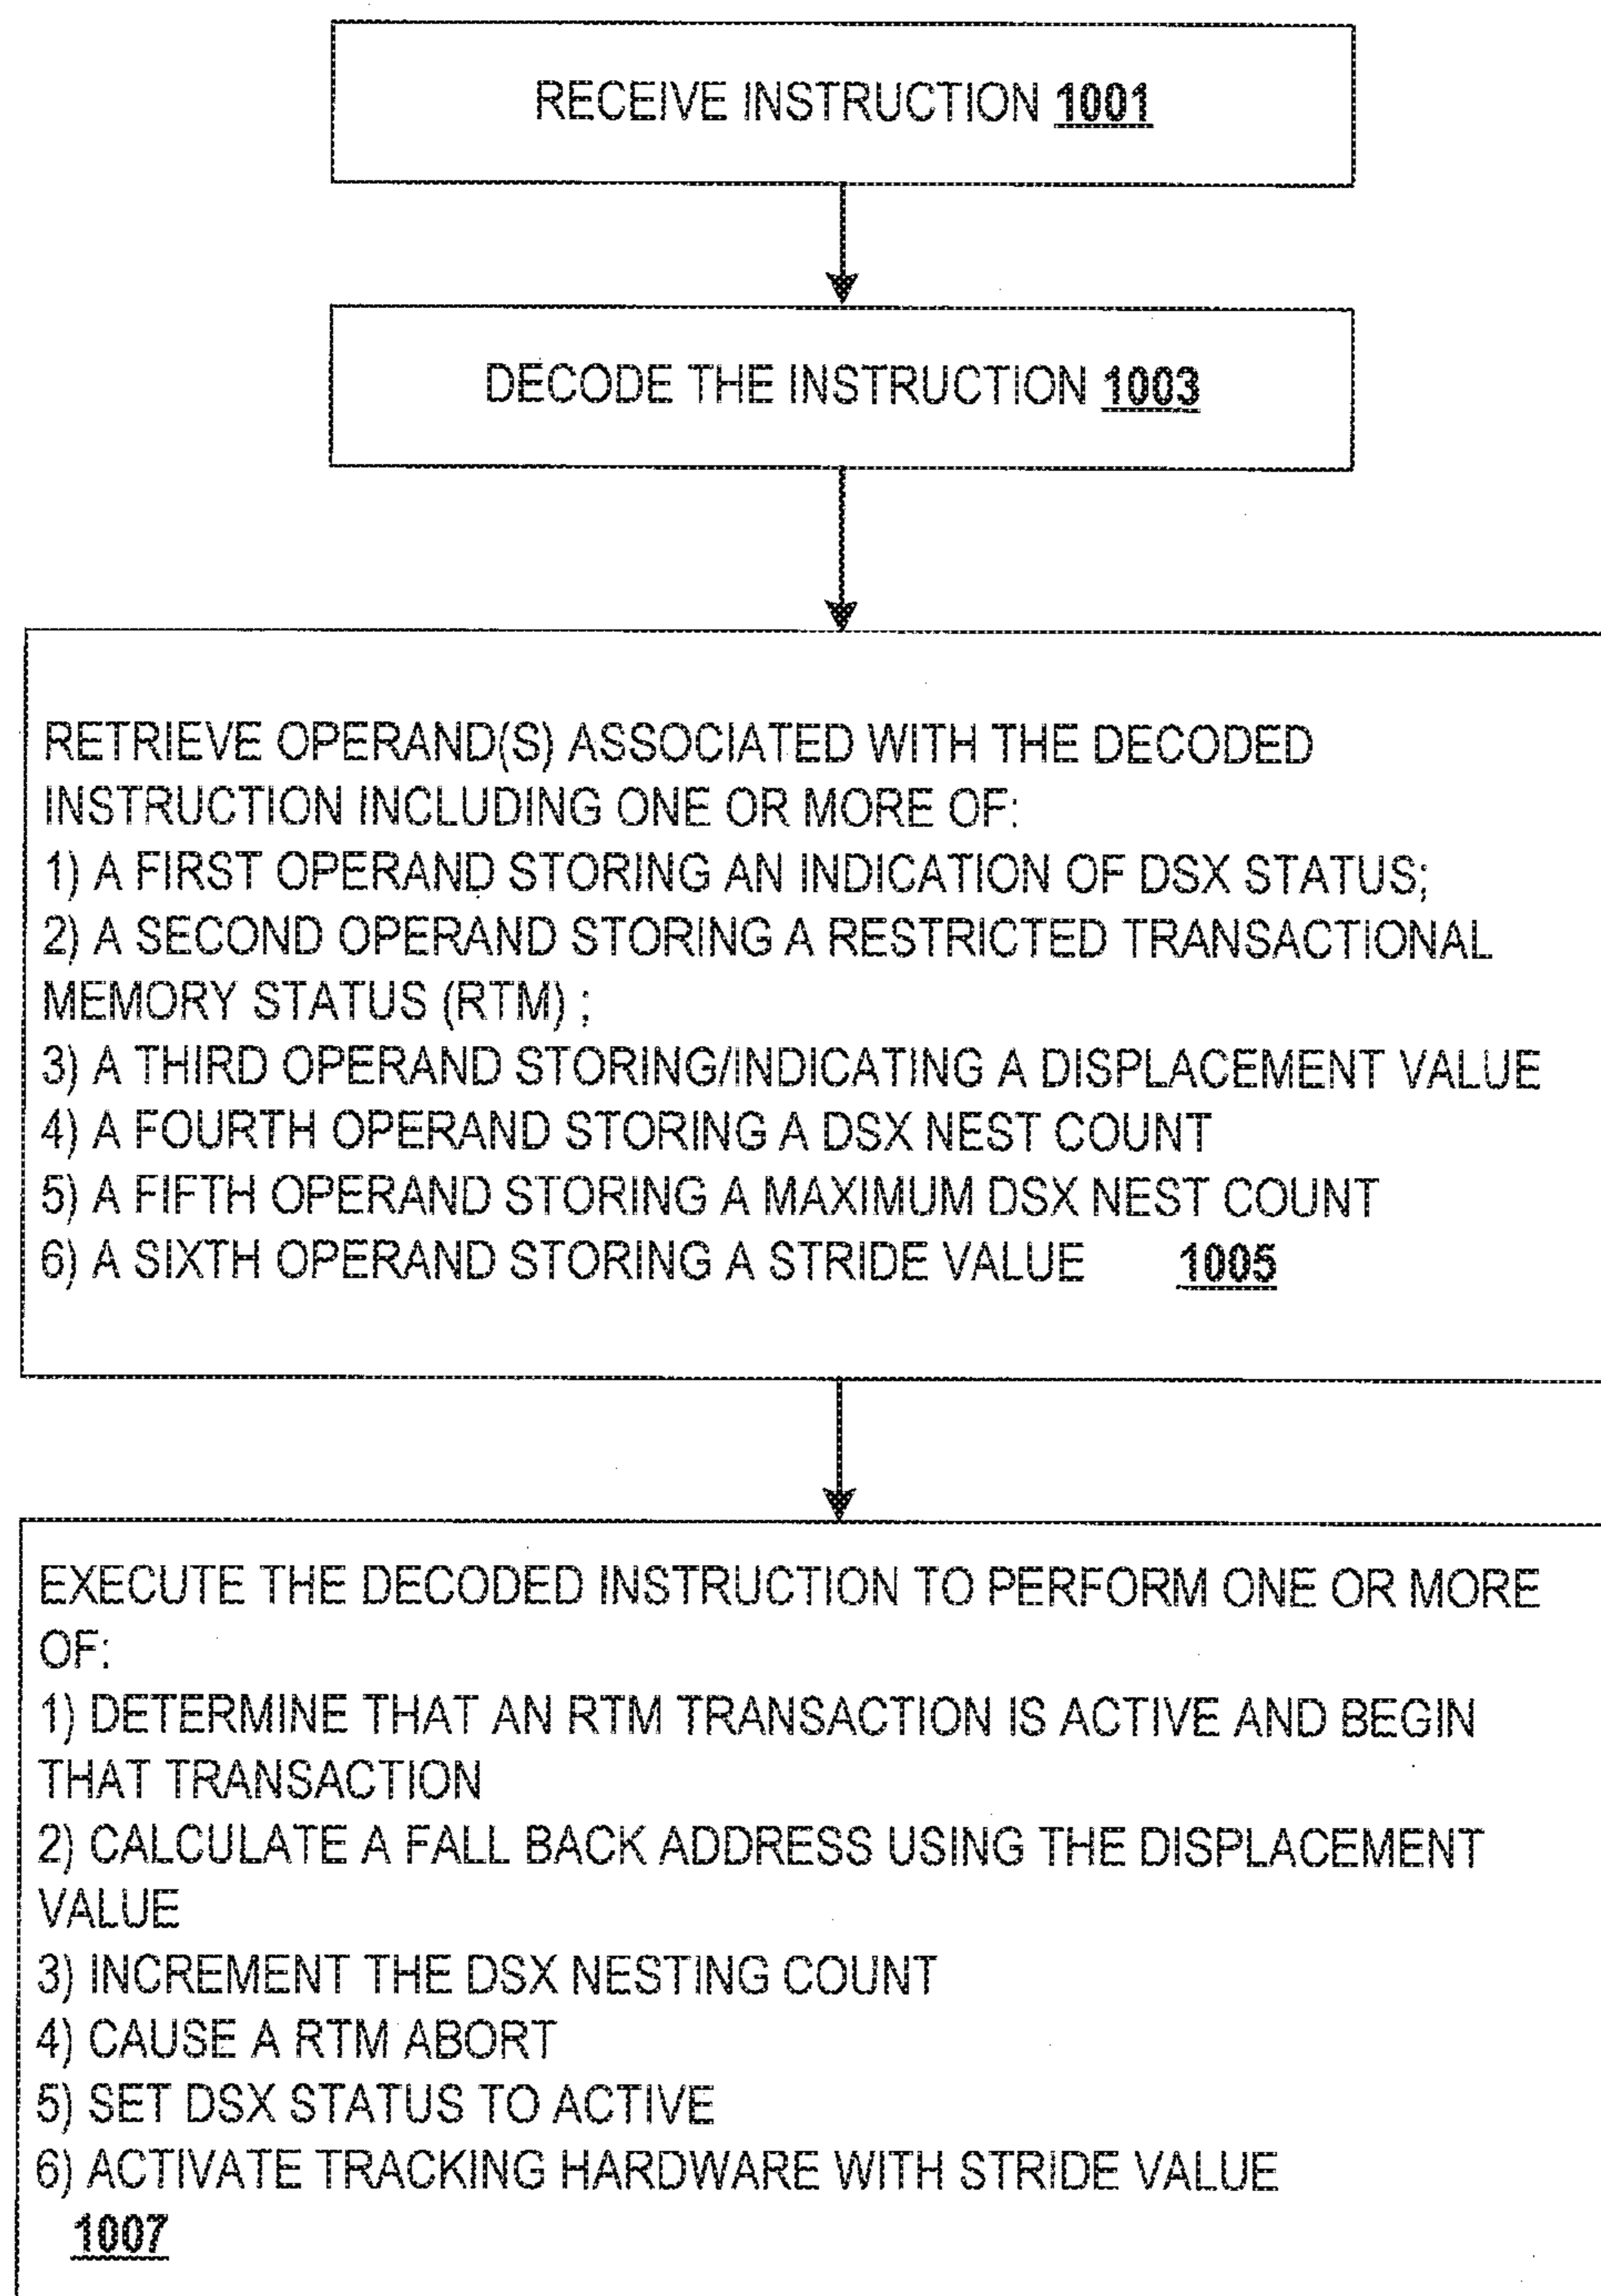 RECEIVE INSTRUCTION 1001
DECODE THE INSTRUCTION 1003
RETRIEVE OPERAND(S) ASSOCIATED WITH THE DECODED
INSTRUCTION INCLUDING ONE OR MORE OF:
1) A FIRST OPERAND STORING AN INDICATION OF DSX STATUS;
2) A SECOND OPERAND STORING A RESTRICTED TRANSACTIONAL
MEMORY STATUS (RTM) ;
3) A THIRD OPERAND STORING/INDICATING A DISPLACEMENT VALUE
4) A FOURTH OPERAND STORING A DSX NEST COUNT
5) A FIFTH OPERAND STORING A MAXIMUM DSX NEST COUNT
6) A SIXTH OPERAND STORING A STRIDE VALUE 1005
EXECUTE THE DECODED INSTRUCTION TO PERFORM ONE OR MORE
OF:
1) DETERMINE THAT AN RTM TRANSACTION IS ACTIVE AND BEGIN
THAT TRANSACTION
2) CALCULATE A FALL BACK ADDRESS USING THE DISPLACEMENT
VALUE
3) INCREMENT THE DSX NESTING COUNT
4) CAUSE A RTM ABORT
5) SET DSX STATUS TO ACTIVE
6) ACTIVATE TRACKING HARDWARE WITH STRIDE VALUE
1007